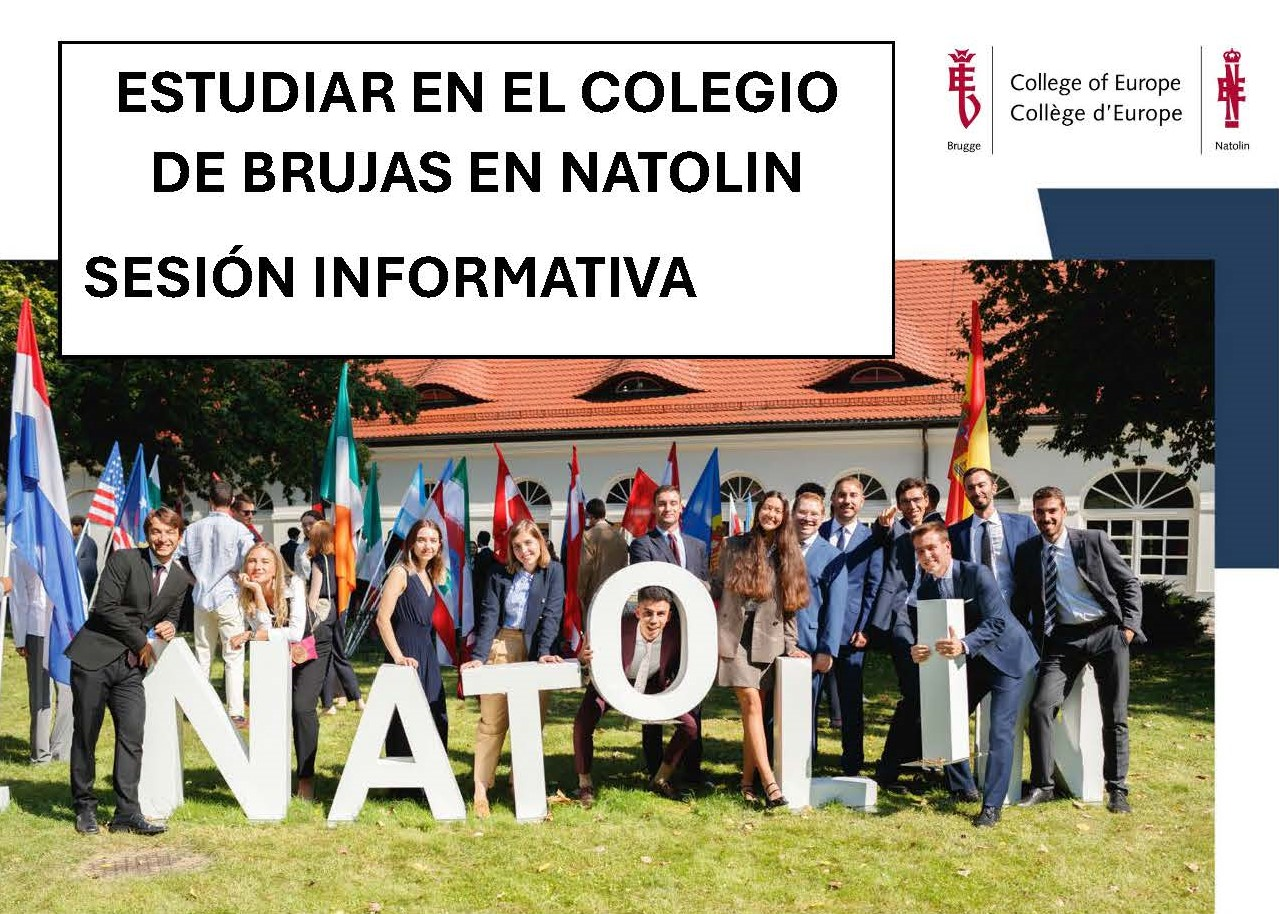 ESTUDIAR EN EL COLEGIO
DE BRUJAS EN NATOLIN
SESIÓN INFORMATIVA
College of Europe
Collège d'Europe
Brugge
Natolin
NATOLIN